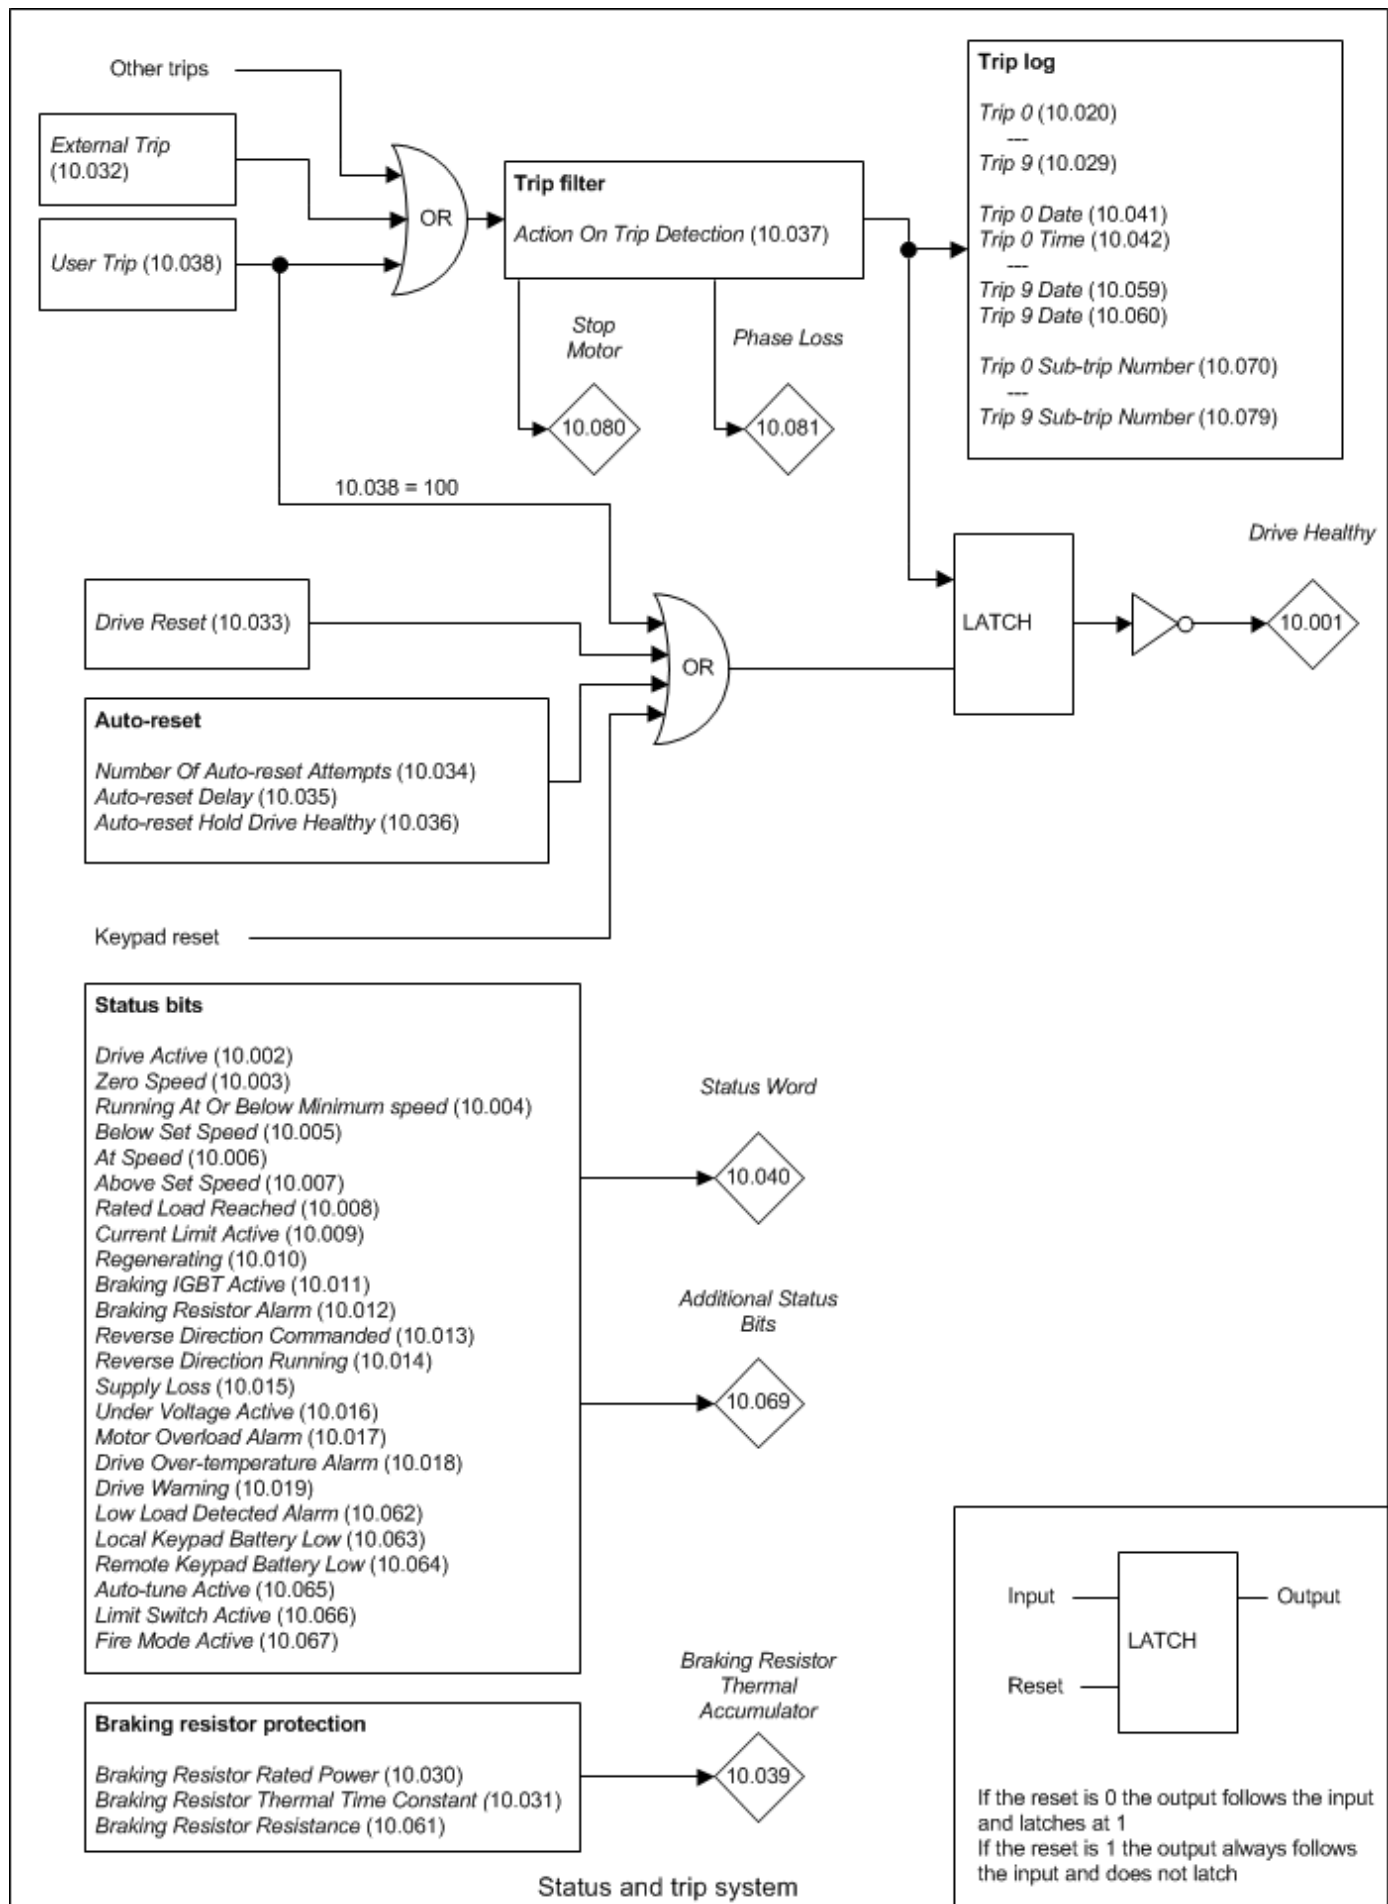 Other trips
External Trip
(10.032)
User Trip (10.038)
OR
Trip filter
Action On Trip Detection (10.037)
Trip log
Trip 0 (10.020)
---
Trip 9 (10.029)
Trip 0 Date (10.041)
Trip 0 Time (10.042)
---
Trip 9 Date (10.059)
Trip 9 Date (10.060)
Trip 0 Sub-trip Number (10.070)
---
Trip 9 Sub-trip Number (10.079)
Stop
Motor
10.080
Phase Loss
10.081
10.038 = 100
Drive Reset (10.033)
OR
LATCH
Drive Healthy
10.001
Auto-reset
Number Of Auto-reset Attempts (10.034)
Auto-reset Delay (10.035)
Auto-reset Hold Drive Healthy (10.036)
Keypad reset
Status bits
Drive Active (10.002)
Zero Speed (10.003)
Running At Or Below Minimum speed (10.004)
Below Set Speed (10.005)
At Speed (10.006)
Above Set Speed (10.007)
Rated Load Reached (10.008)
Current Limit Active (10.009)
Regenerating (10.010)
Braking IGBT Active (10.011)
Braking Resistor Alarm (10.012)
Reverse Direction Commanded (10.013)
Reverse Direction Running (10.014)
Supply Loss (10.015)
Under Voltage Active (10.016)
Motor Overload Alarm (10.017)
Drive Over-temperature Alarm (10.018)
Drive Warning (10.019)
Low Load Detected Alarm (10.062)
Local Keypad Battery Low (10.063)
Remote Keypad Battery Low (10.064)
Auto-tune Active (10.065)
Limit Switch Active (10.066)
Fire Mode Active (10.067)
Status Word
10.040
Additional Status
Bits
10.069
Braking resistor protection
Braking Resistor Rated Power (10.030)
Braking Resistor Thermal Time Constant (10.031)
Braking Resistor Resistance (10.061)
Braking Resistor
Thermal
Accumulator
10.039
Input
Reset
LATCH
Output
If the reset is 0 the output follows the input
and latches at 1
If the reset is 1 the output always follows
the input and does not latch
Status and trip system